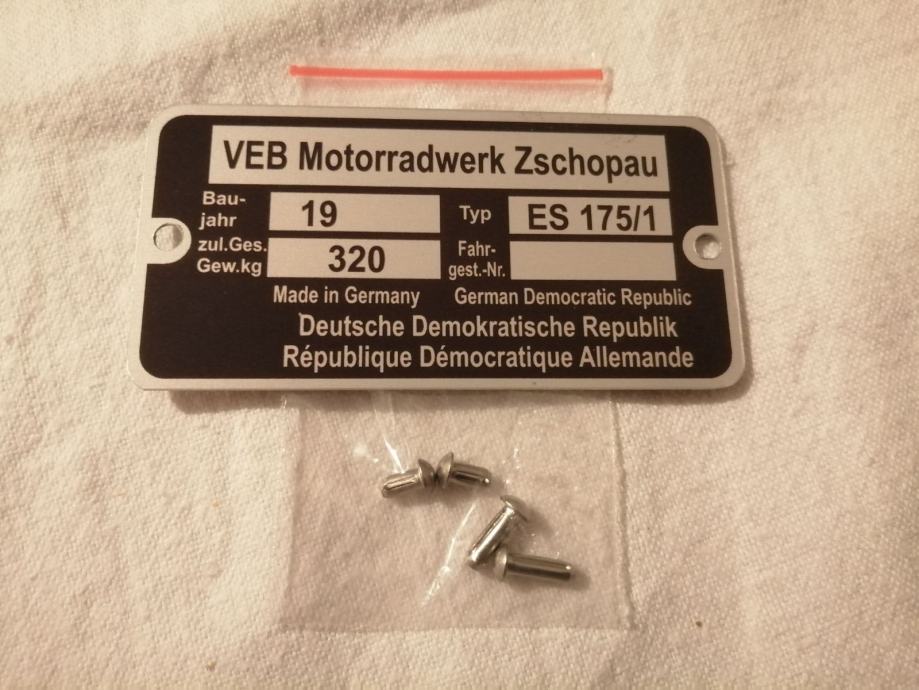 VEB Motorradwerk Zschopau
Bau-
jahr
19
Typ
ES 175/1
zul.Ges.
Gew.kg
320
Fahr-
gest.-Nr.
Made in Germany
German Democratic Republic
Deutsche Demokratische Republik
République Démocratique Allemande